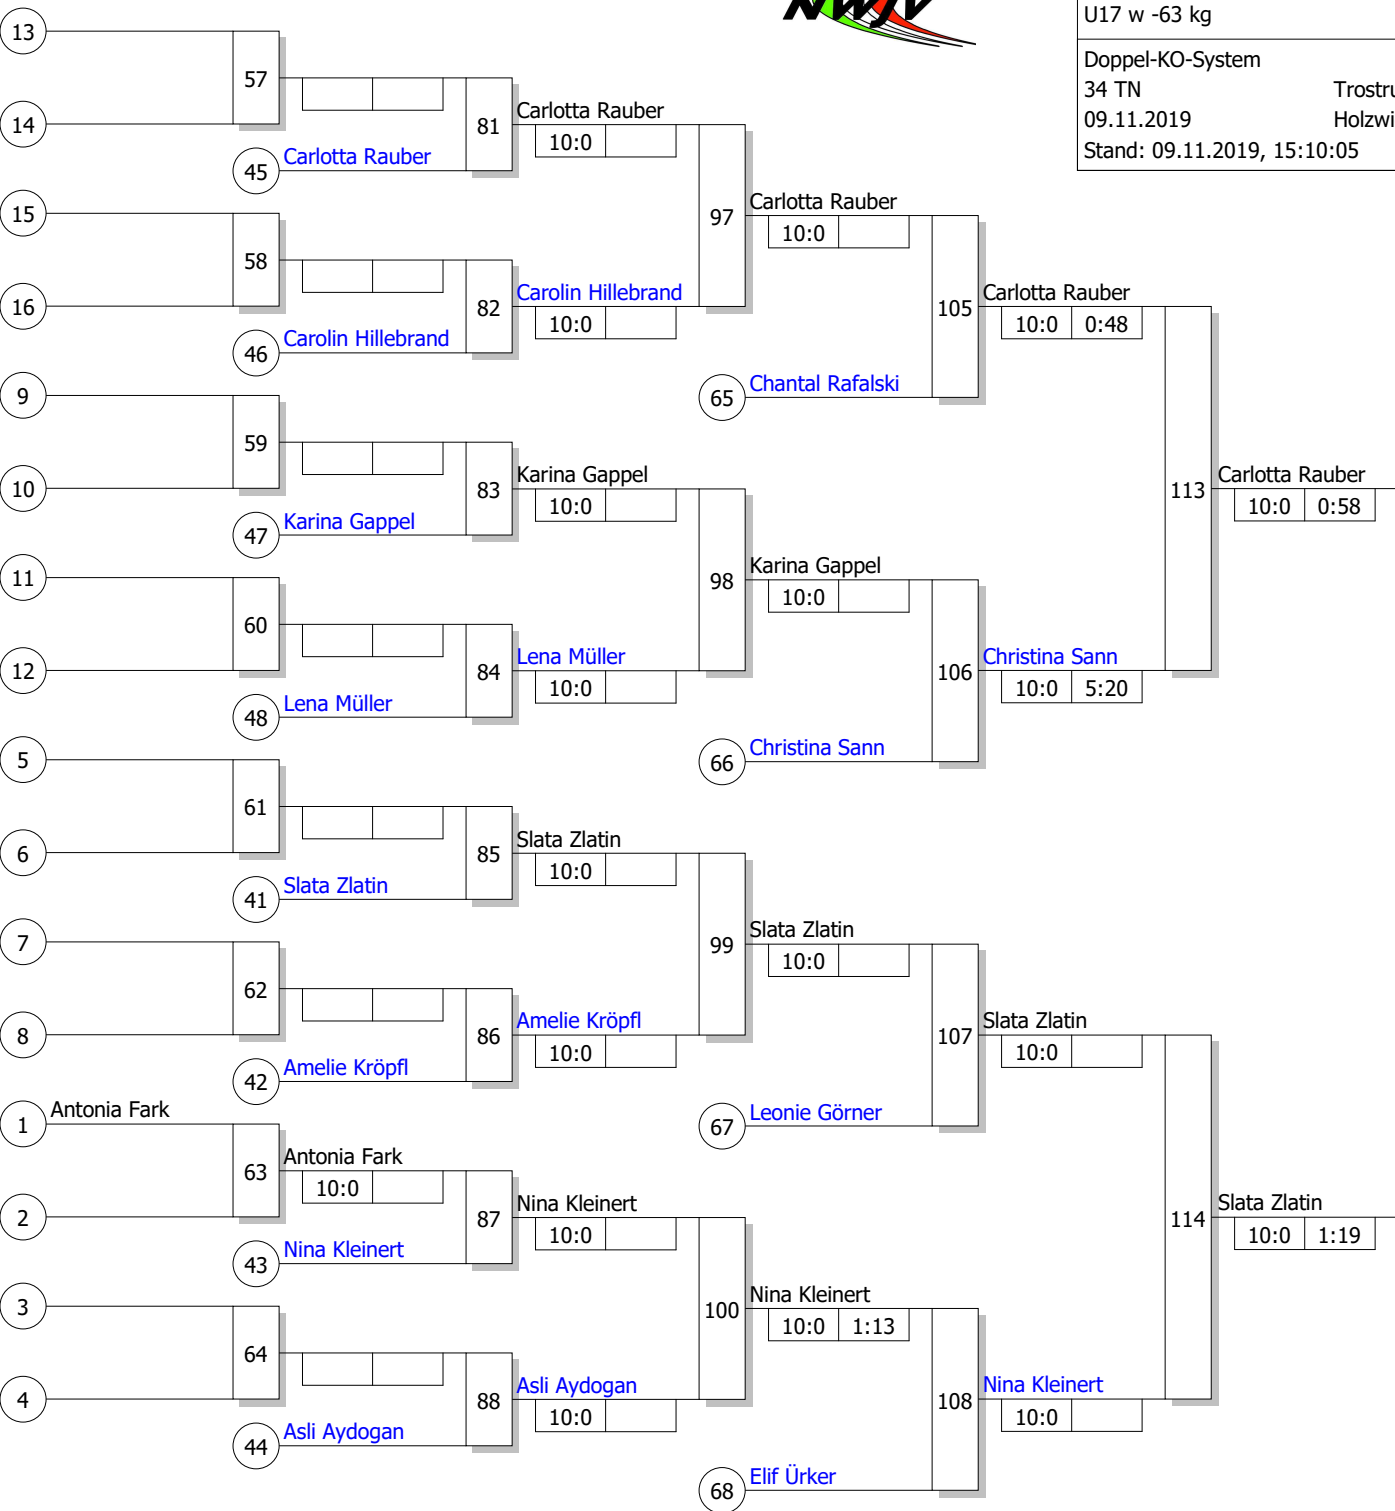 NWJV
U17 w -63 kg
Doppel-KO-System
34 TN
09.11.2019
Stand: 09.11.2019, 15:10:05
13
57
14
81
Carlotta Rauber
10:0
45
Carlotta Rauber
15
97
Carlotta Rauber
10:0
58
16
82
Carolin Hillebrand
10:0
46
Carolin Hillebrand
105
Carlotta Rauber
10:0 0:48
65
Chantal Rafalski
9
59
10
83
Karina Gappel
10:0
47
Karina Gappel
113
Carlotta Rauber
10:0 0:58
11
98
Karina Gappel
10:0
60
12
84
Lena Müller
10:0
48
Lena Müller
106
Christina Sann
10:0 5:20
66
Christina Sann
5
61
6
85
Slata Zlatin
10:0
41
Slata Zlatin
7
99
Slata Zlatin
10:0
62
8
86
Amelie Kröpfl
10:0
42
Amelie Kröpfl
107
Slata Zlatin
10:0
67
Leonie Görner
1
Antonia Fark
63
Antonia Fark
10:0
2
87
Nina Kleinert
10:0
43
Nina Kleinert
114
Slata Zlatin
10:0 1:19
3
100
Nina Kleinert
10:0 1:13
64
4
88
Asli Aydogan
10:0
44
Asli Aydogan
108
Nina Kleinert
10:0
68
Elif Ürker